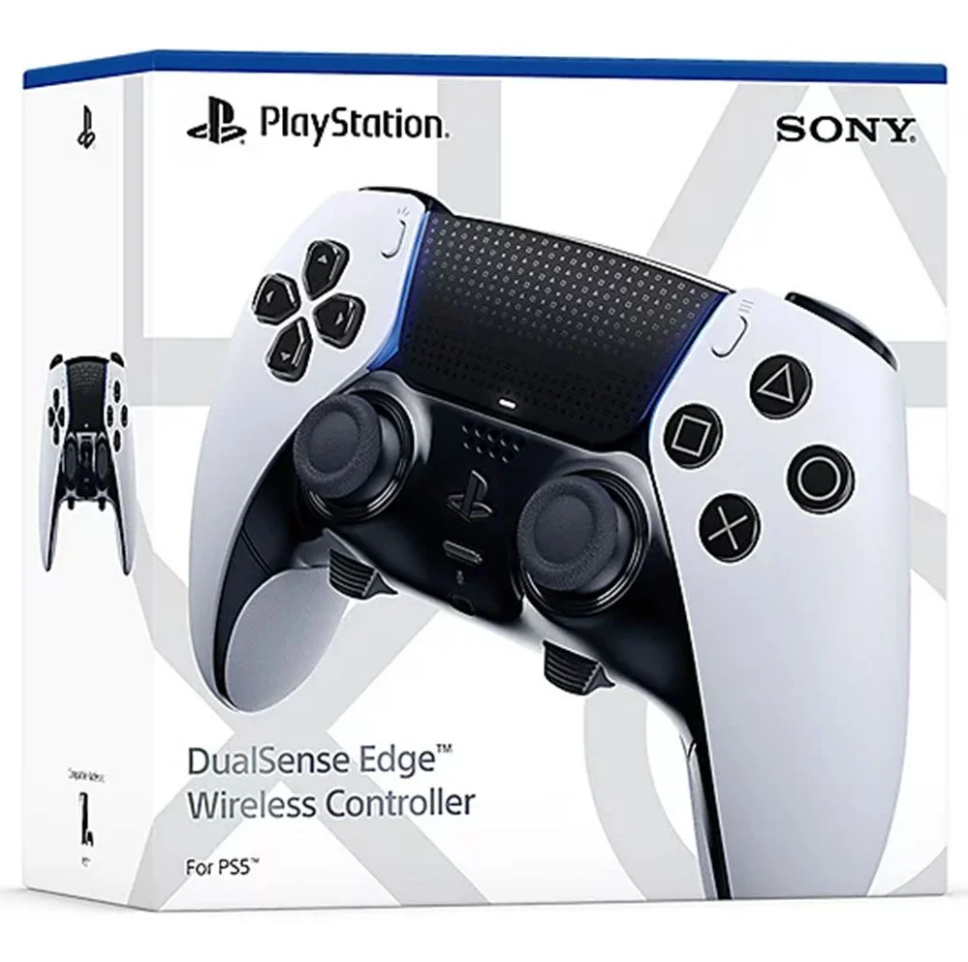 PlayStation.
SONY.
DualSense Edge™
Wireless Controller
For PS5™